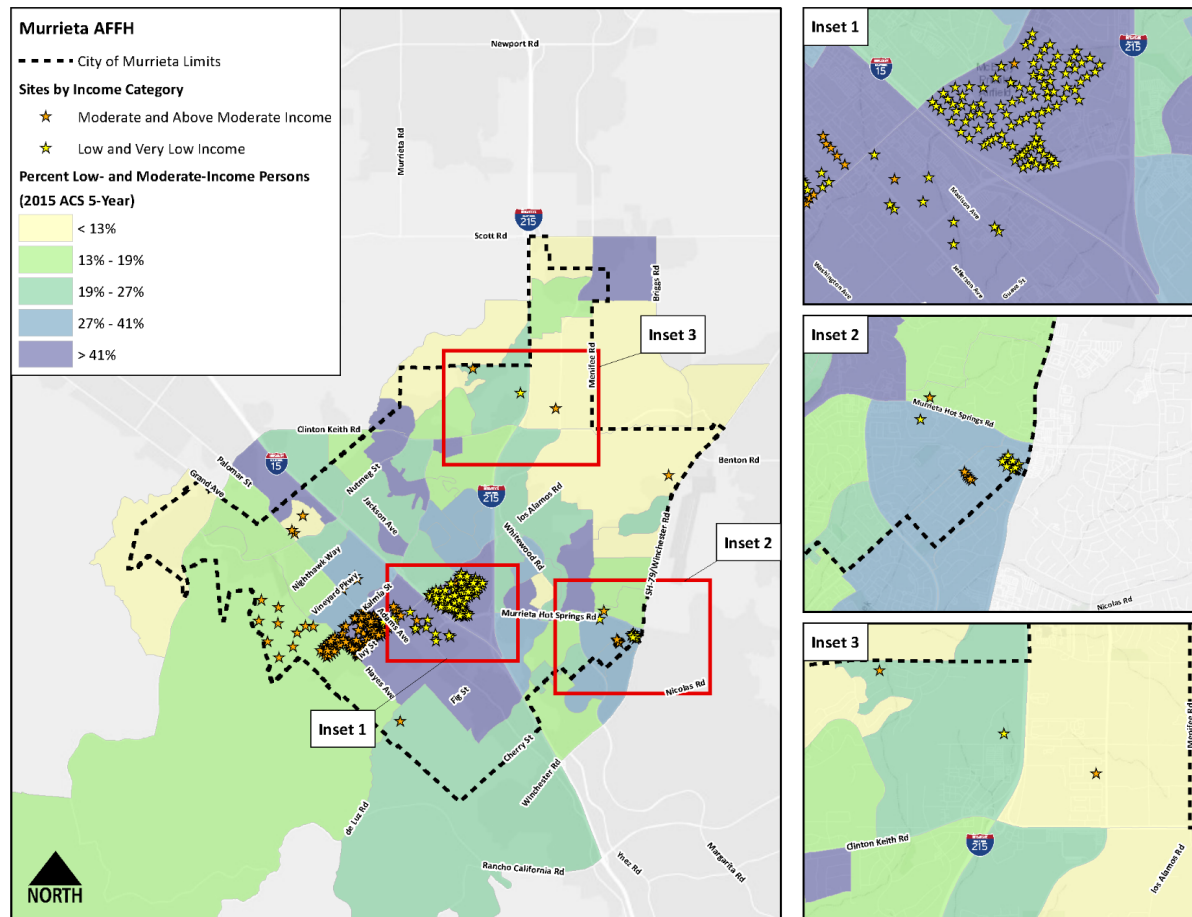 Murrieta AFFH
City of Murrieta Limits
Sites by Income Category
Moderate and Above Moderate Income
Low and Very Low Income
Percent Low- and Moderate-Income Persons
(2015 ACS 5-Year)
< 13%
13% - 19%
19% - 27%
27% - 41%
> 41%
Newport Rd
Murrieta Rd
215
Scott Rd
Briggs Rd
Inset 3
Menifee Rd
Clinton Keith Rd
Palomar St
15
Grand Ave
Nutmeg St
Benton Rd
215
los Alamos Rd
Jackson Ave
Whitewood Rd
SR-79/Winchester Rd
Inset 2
Nighthawk Way
Vineyard Pkwy
Kalmia St
Adams Ave
Murrieta Hot Springs Rd
Ivy St
Hayes Ave
Fig St
Nicolas Rd
Inset 1
Cherry St
Winchester Rd
de Luz Rd
Ynez Rd
Margarita Rd
Rancho California Rd
NORTH
Inset 1
215
15
Madison Ave
Washington Ave
Jefferson Ave
Guava St
Inset 2
Murrieta Hot Springs Rd
Nicolas Rd
Inset 3
Menifee Rd
Clinton Keith Rd
215
los Alamos Rd